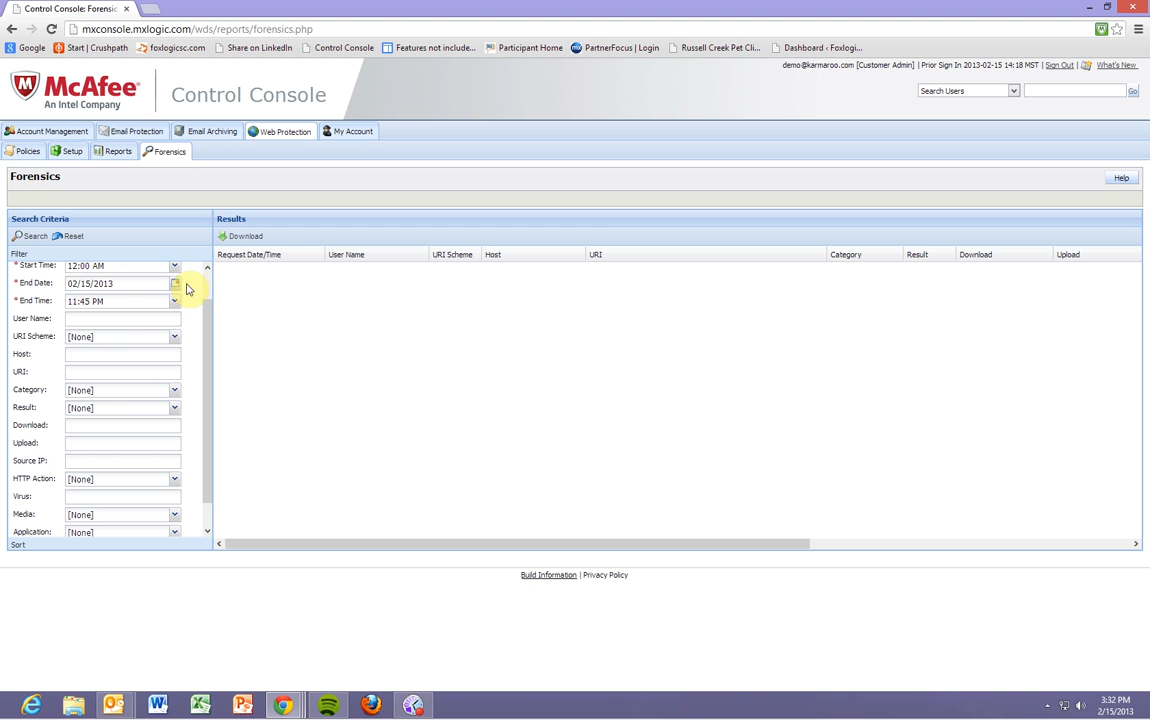 Control Console: Forensic ×
mxconsole.mxlogic.com/wds/reports/forensics.php
Google Start | Crushpath foxlogicsc.com Share on LinkedIn Control Console Features not include... Participant Home PartnerFocus | Login Russell Creek Pet Cli... Dashboard - Foxlogi...
demo@karmaroo.com [Customer Admin] | Prior Sign In 2013-02-15 14:18 MST | Sign Out | What's New
McAfee
An Intel Company
Control Console
Search Users Go
Account Management Email Protection Email Archiving Web Protection My Account
Policies Setup Reports Forensics
Forensics
Help
Search Criteria Results
Search Reset Download
Filter Request Date/Time User Name URI Scheme Host URI Category Result Download Upload
* Start Time: 12:00 AM
* End Date: 02/15/2013
* End Time: 11:45 PM
User Name:
URI Scheme: [None]
Host:
URI:
Category: [None]
Result: [None]
Download:
Upload:
Source IP:
HTTP Action: [None]
Virus:
Media: [None]
Application: [None]
Sort
Build Information | Privacy Policy
3:32 PM
2/15/2013